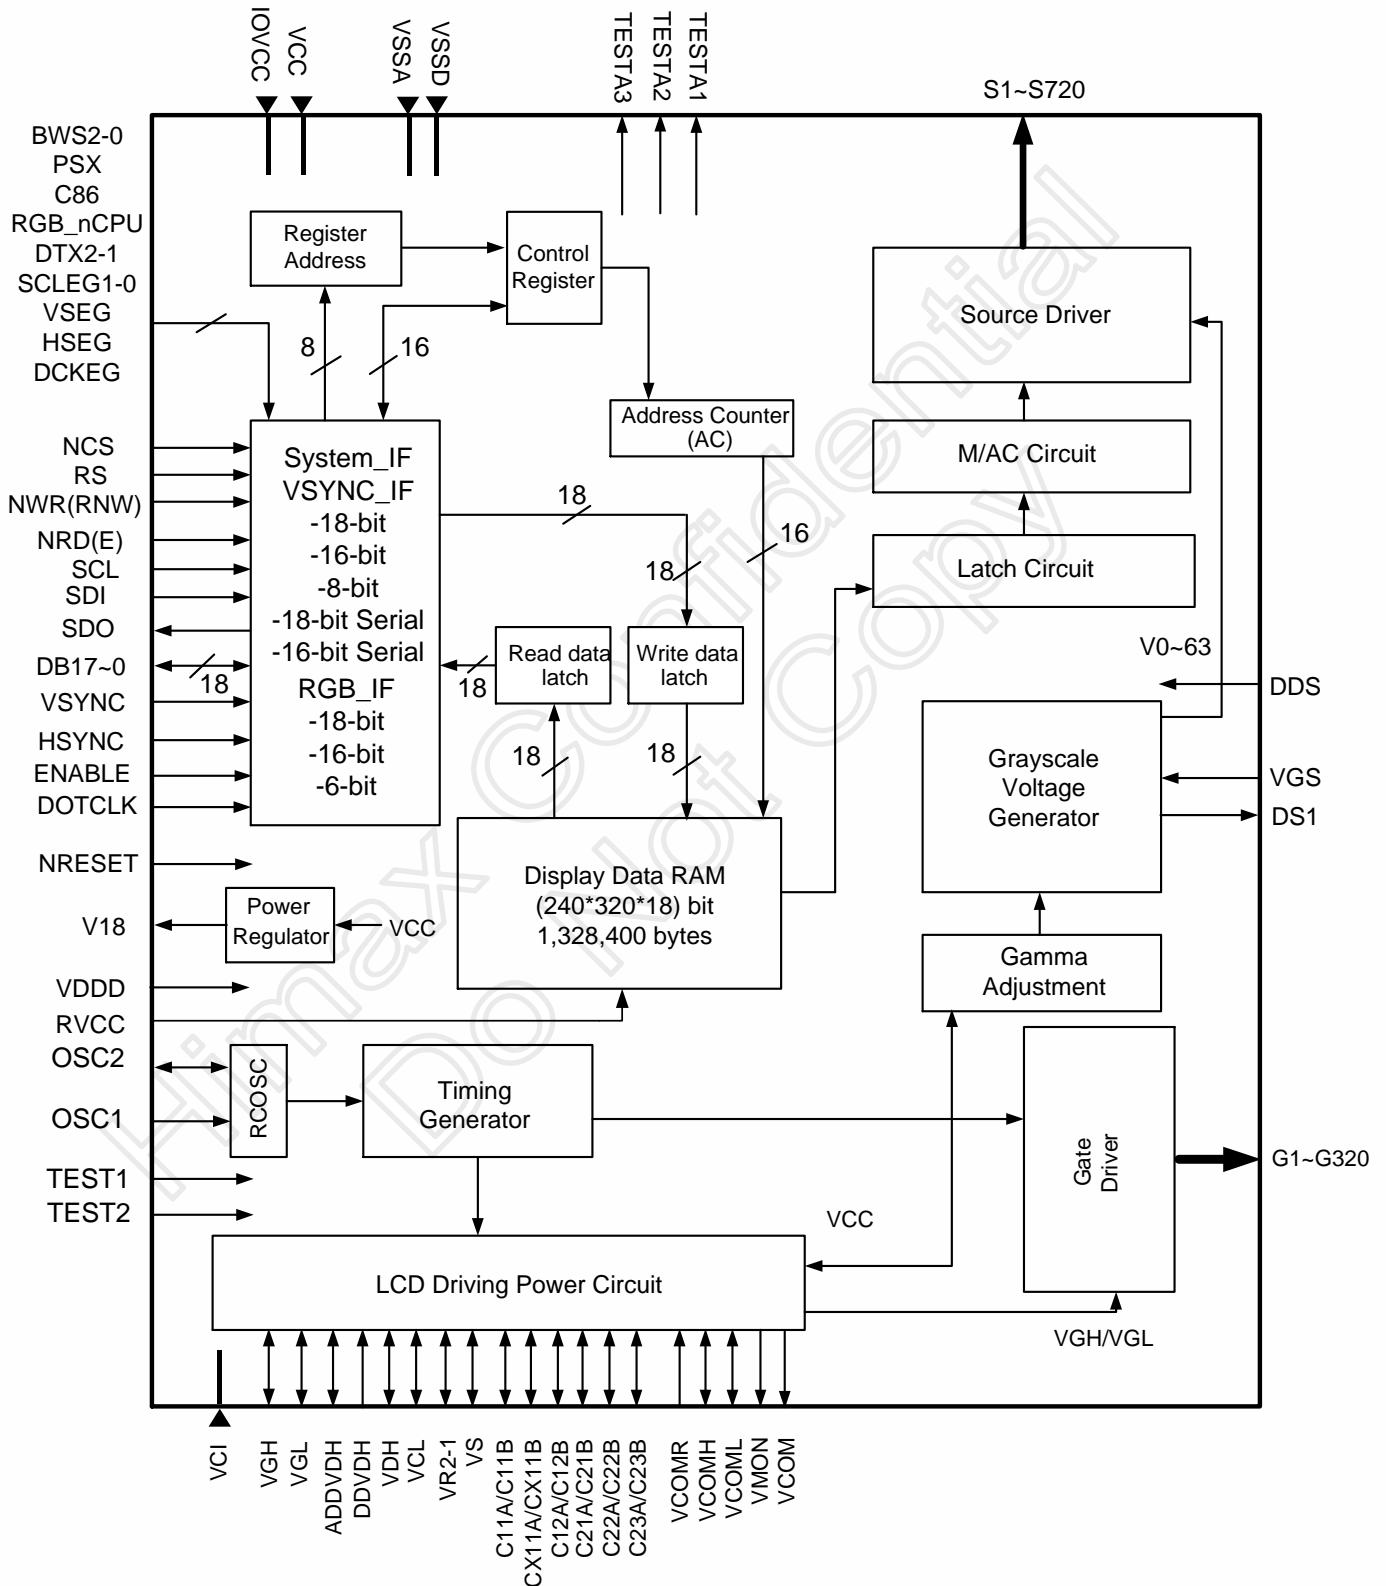 IOVCC
VCC
VSSA
VSSD
TESTA3
TESTA2
TESTA1
S1~S720
BWS2-0
PSX
C86
RGB_nCPU
DTX2-1
SCLEG1-0
VSEG
HSEG
DCKEG
Register
Address
Control
Register
Source Driver
8
16
Address Counter
(AC)
M/AC Circuit
NCS
RS
NWR(RNW)
NRD(E)
SCL
SDI
SDO
DB17~0
18
VSYNC
HSYNC
ENABLE
DOTCLK
System_IF
VSYNC_IF
-18-bit
-16-bit
-8-bit
-18-bit Serial
-16-bit Serial
RGB_IF
-18-bit
-16-bit
-6-bit
18
18
16
Latch Circuit
Read data
latch
Write data
latch
18
18
18
V0~63
DDS
Grayscale
Voltage
Generator
VGS
DS1
NRESET
V18
Power
Regulator
VCC
Display Data RAM
(240*320*18) bit
1,328,400 bytes
Gamma
Adjustment
VDDD
RVCC
OSC2
OSC1
RCOSC
Timing
Generator
Gate
Driver
G1~G320
TEST1
TEST2
VCC
LCD Driving Power Circuit
VGH/VGL
VCI
VGH
VGL
ADDVDH
DDVDH
VDH
VCL
VR2-1
VS
C11A/C11B
CX11A/CX11B
C12A/C12B
C21A/C21B
C22A/C22B
C23A/C23B
VCOMR
VCOMH
VCOML
VMON
VCOM
Himax Confidential
Do Not Copy